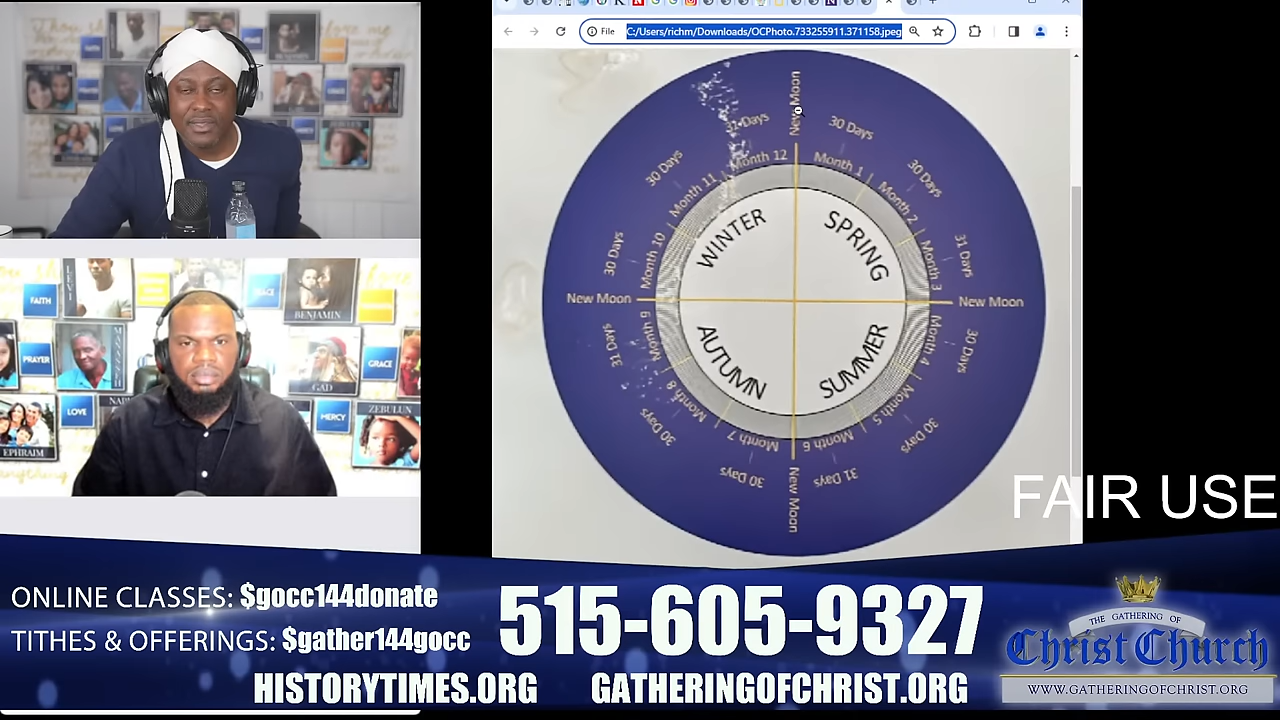 File C:/Users/richm/Downloads/OCPhoto.733255911.371158.jpeg
New Moon
31 Days
30 Days
Month 12
Month 1
30 Days
30 Days
Month 11
Month 2
WINTER
SPRING
30 Days
31 Days
Month 10
Month 3
New Moon
New Moon
31 Days
30 Days
Month 9
Month 4
AUTUMN
SUMMER
Month 8
Month 5
30 Days
30 Days
Month 7
Month 6
30 Days
31 Days
New Moon
FAITH
LEVI
GRACE
BENJAMIN
PRAYER
GAD
GRACE
LOVE
MERCY
ZEBULUN
EPHRAIM
FAIR USE
ONLINE CLASSES: $gocc144donate
TITHES & OFFERINGS: $gather144gocc
515-605-9327
HISTORYTIMES.ORG
GATHERINGOFCHRIST.ORG
THE GATHERING OF
Christ Church
WWW.GATHERINGOFCHRIST.ORG